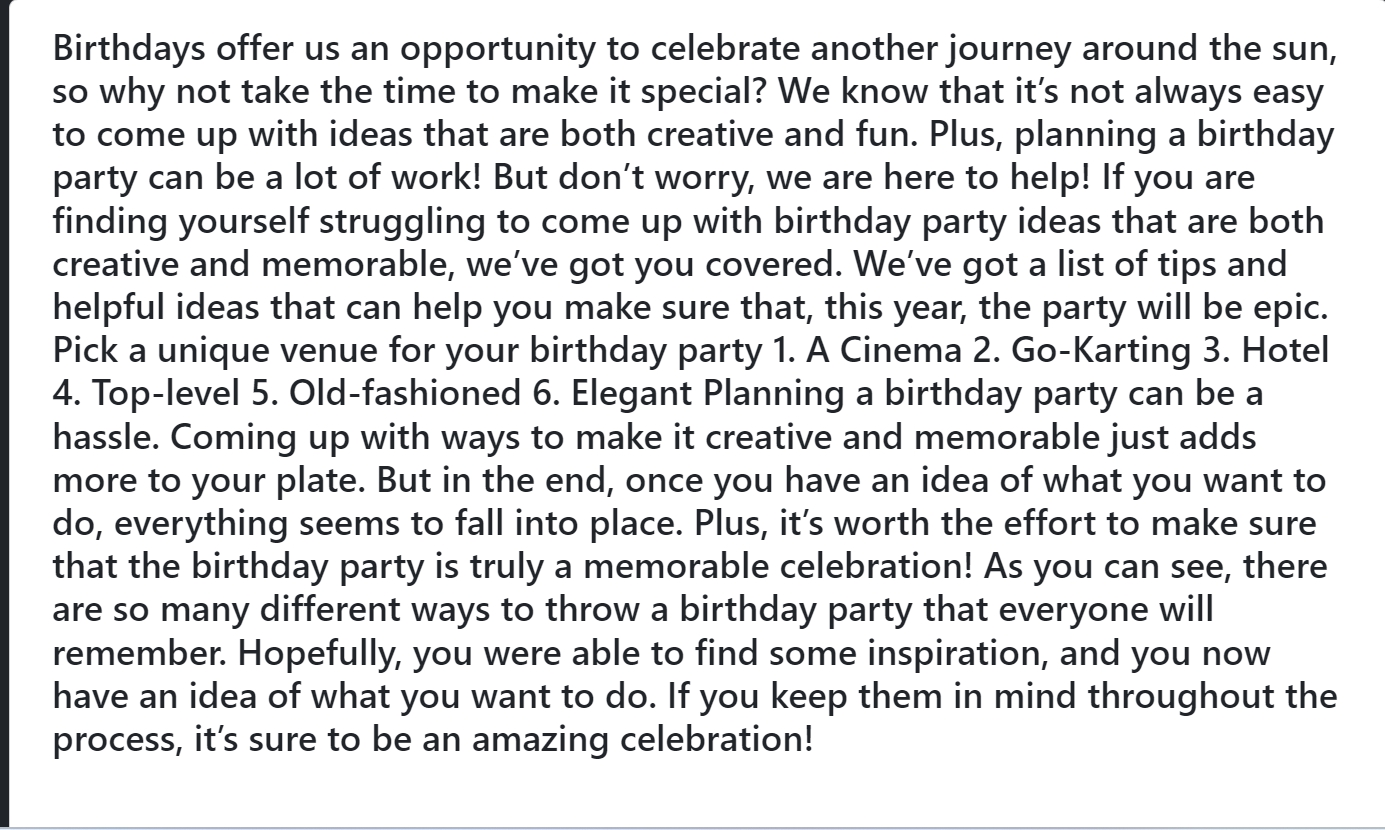 Birthdays offer us an opportunity to celebrate another journey around the sun,
so why not take the time to make it special? We know that it’s not always easy
to come up with ideas that are both creative and fun. Plus, planning a birthday
party can be a lot of work! But don’t worry, we are here to help! If you are
finding yourself struggling to come up with birthday party ideas that are both
creative and memorable, we’ve got you covered. We’ve got a list of tips and
helpful ideas that can help you make sure that, this year, the party will be epic.
Pick a unique venue for your birthday party 1. A Cinema 2. Go-Karting 3. Hotel
4. Top-level 5. Old-fashioned 6. Elegant Planning a birthday party can be a
hassle. Coming up with ways to make it creative and memorable just adds
more to your plate. But in the end, once you have an idea of what you want to
do, everything seems to fall into place. Plus, it’s worth the effort to make sure
that the birthday party is truly a memorable celebration! As you can see, there
are so many different ways to throw a birthday party that everyone will
remember. Hopefully, you were able to find some inspiration, and you now
have an idea of what you want to do. If you keep them in mind throughout the
process, it’s sure to be an amazing celebration!